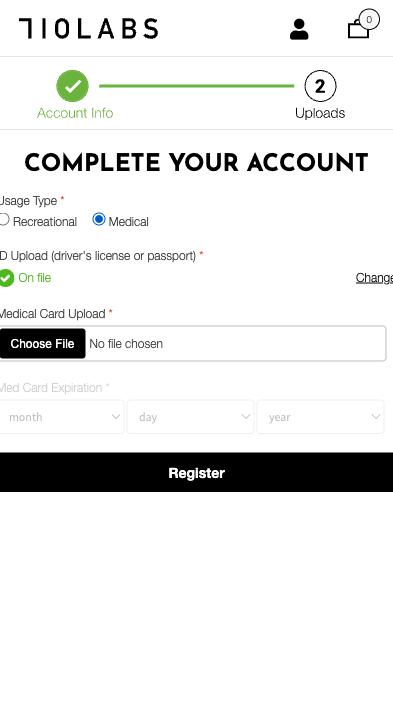 710LABS
0
2
Account Info
Uploads
COMPLETE YOUR ACCOUNT
Usage Type *
Recreational Medical
ID Upload (driver's license or passport) *
On file Change
Medical Card Upload *
Choose File No file chosen
Med Card Expiration *
month day year
Register